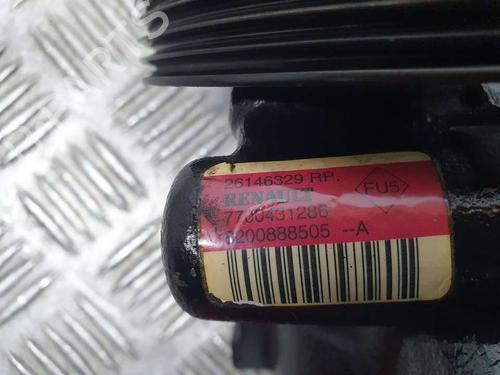 26146329 RP.
RENAULT
FU5
7700431286
8200888505 --A